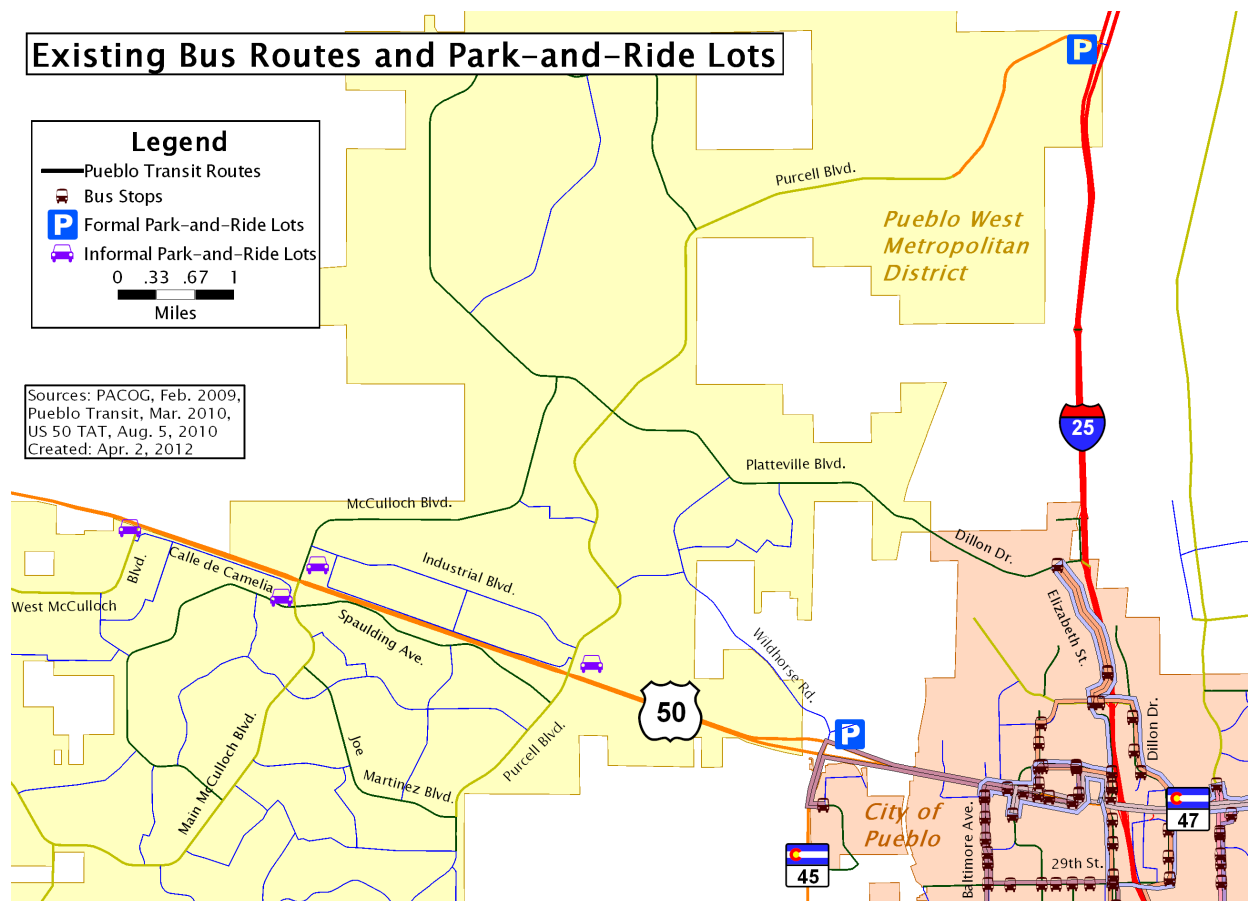 Existing Bus Routes and Park-and-Ride Lots
Legend
Pueblo Transit Routes
Bus Stops
P Formal Park-and-Ride Lots
Informal Park-and-Ride Lots
0 .33 .67 1
Miles
Sources: PACOG, Feb. 2009,
Pueblo Transit, Mar. 2010,
US 50 TAT, Aug. 5, 2010
Created: Apr. 2, 2012
P
Purcell Blvd.
Pueblo West
Metropolitan
District
25
Platteville Blvd.
McCulloch Blvd.
Dillon Dr.
Calle de Camelia
Industrial Blvd.
Blvd.
West McCulloch
Spaulding Ave.
Elizabeth St.
Wildhorse Rd.
50
P
Dillon Dr.
Purcell Blvd.
Joe
Martinez Blvd.
Main McCulloch Blvd.
City of
Pueblo
Baltimore Ave.
47
45
29th St.